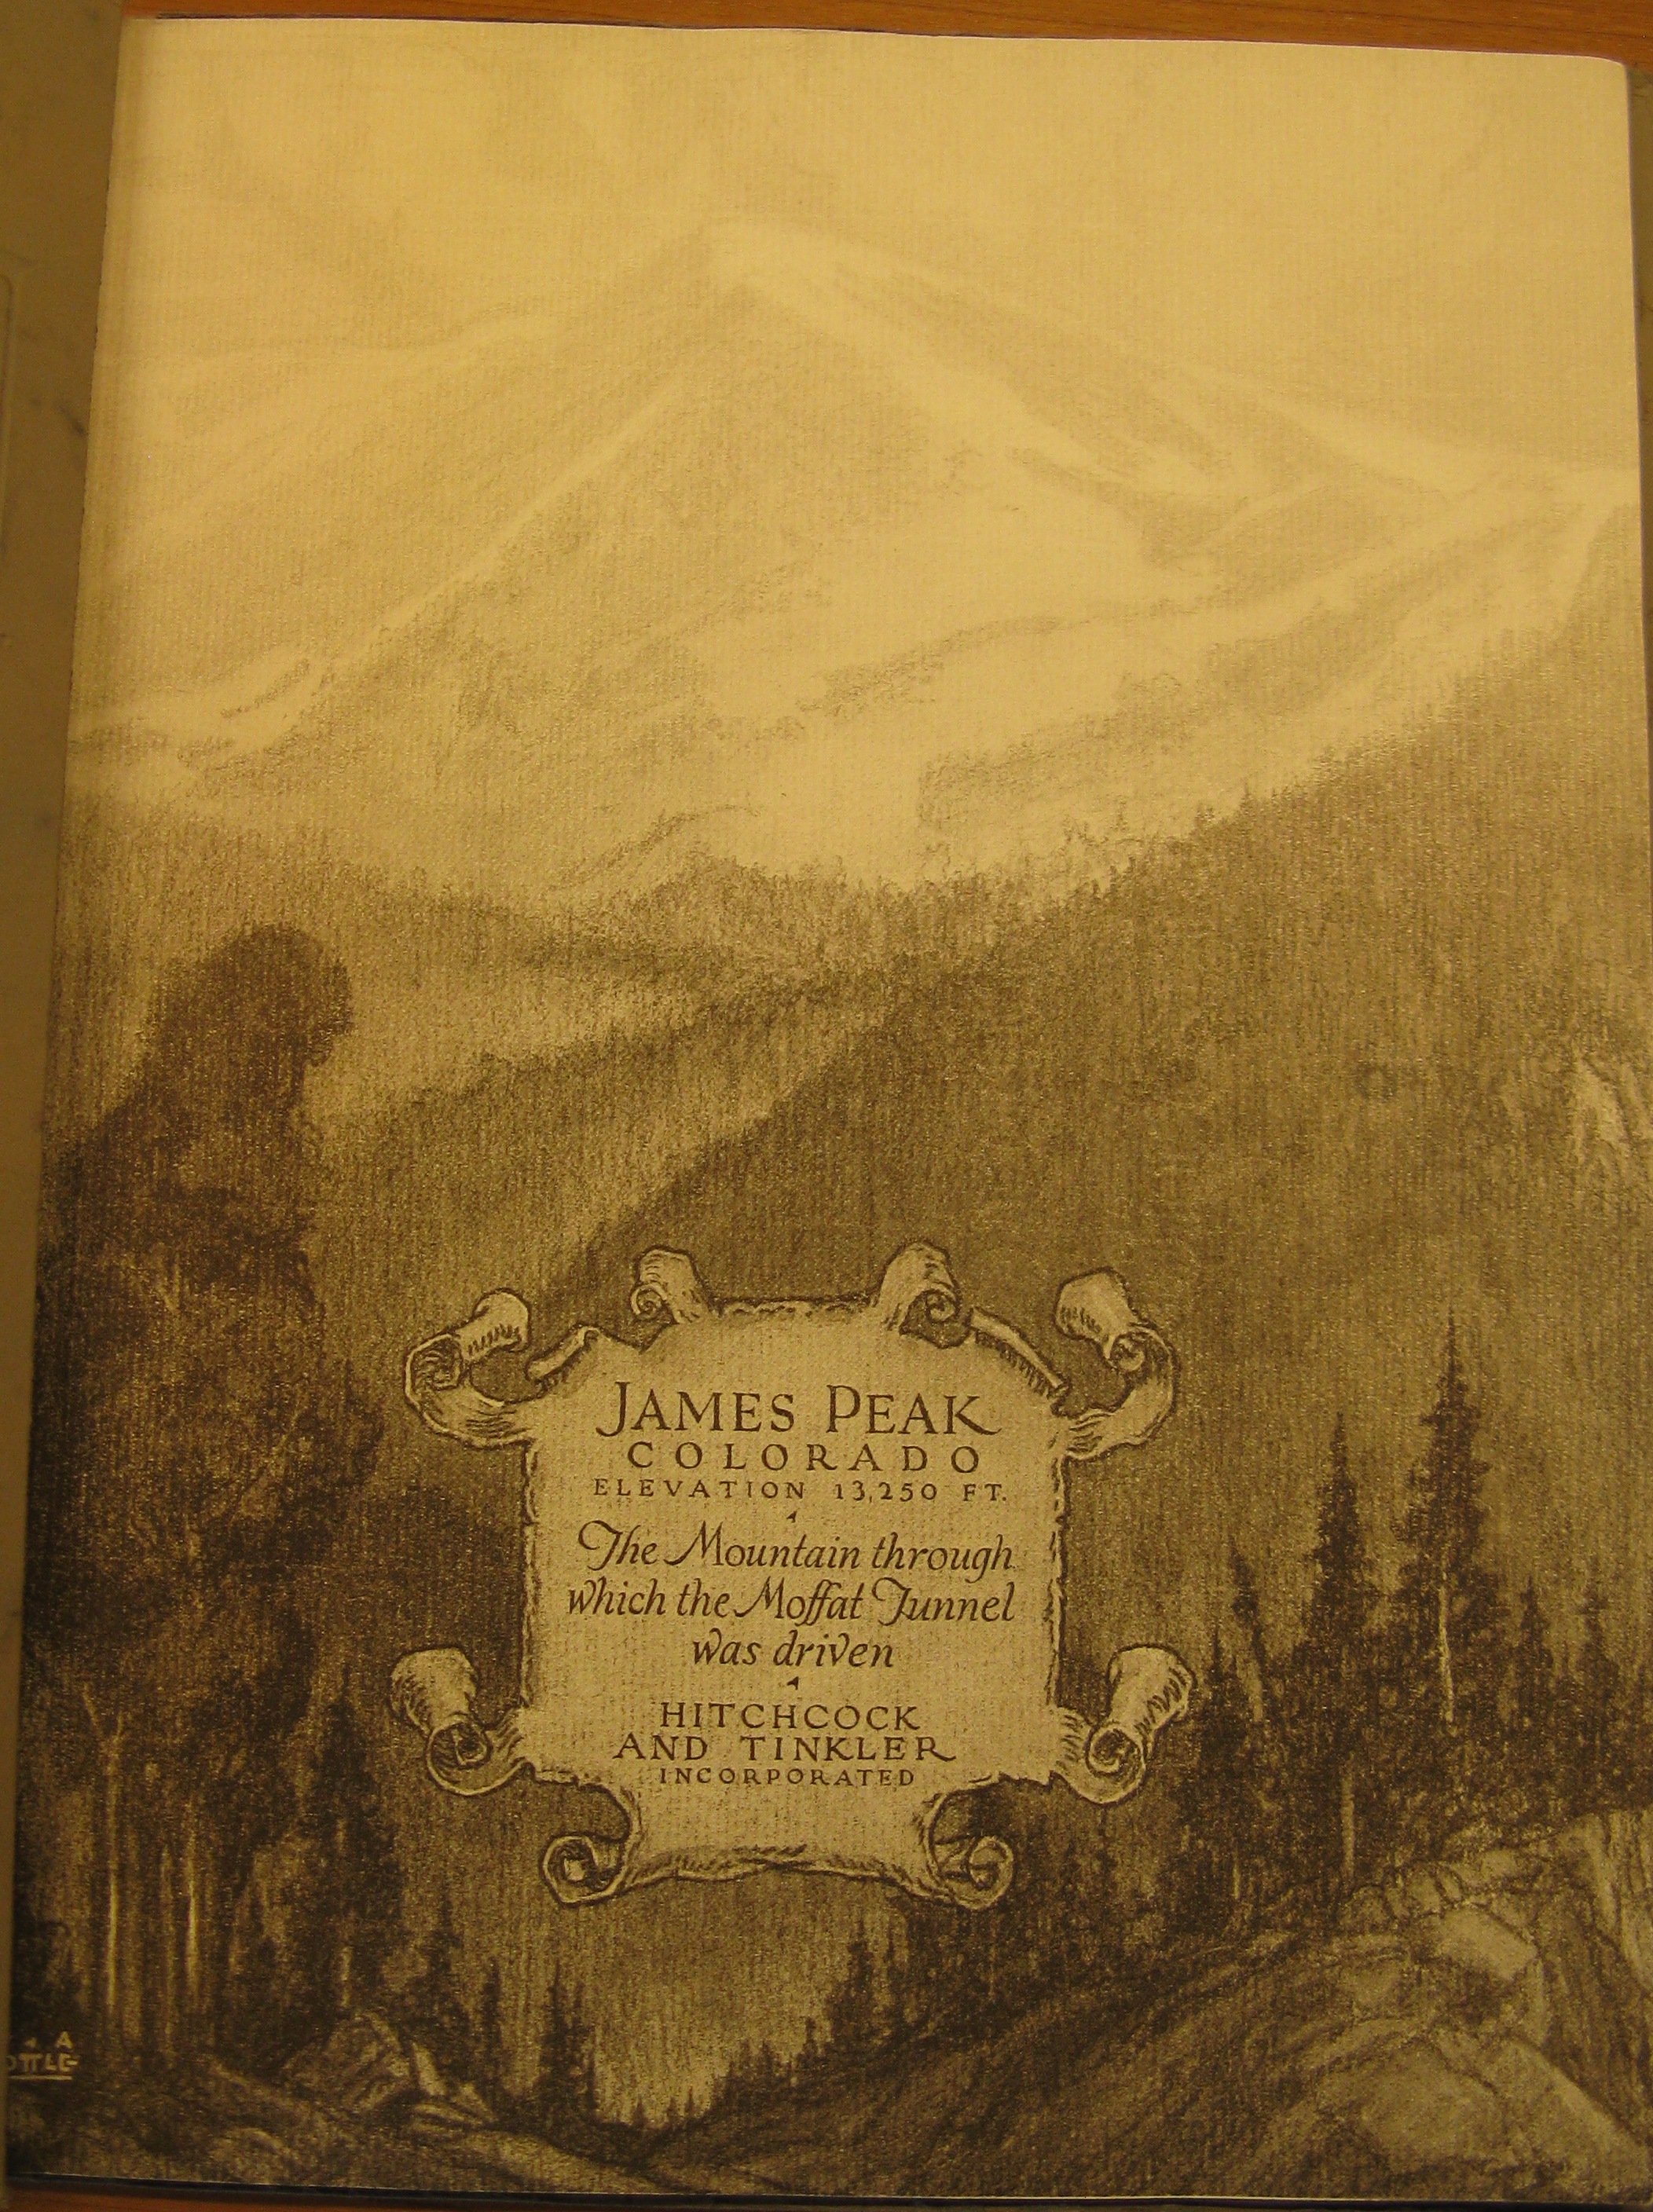 JAMES PEAK
COLORADO
ELEVATION 13,250 FT.
The Mountain through
which the Moffat Tunnel
was driven
HITCHCOCK
AND TINKLER
INCORPORATED